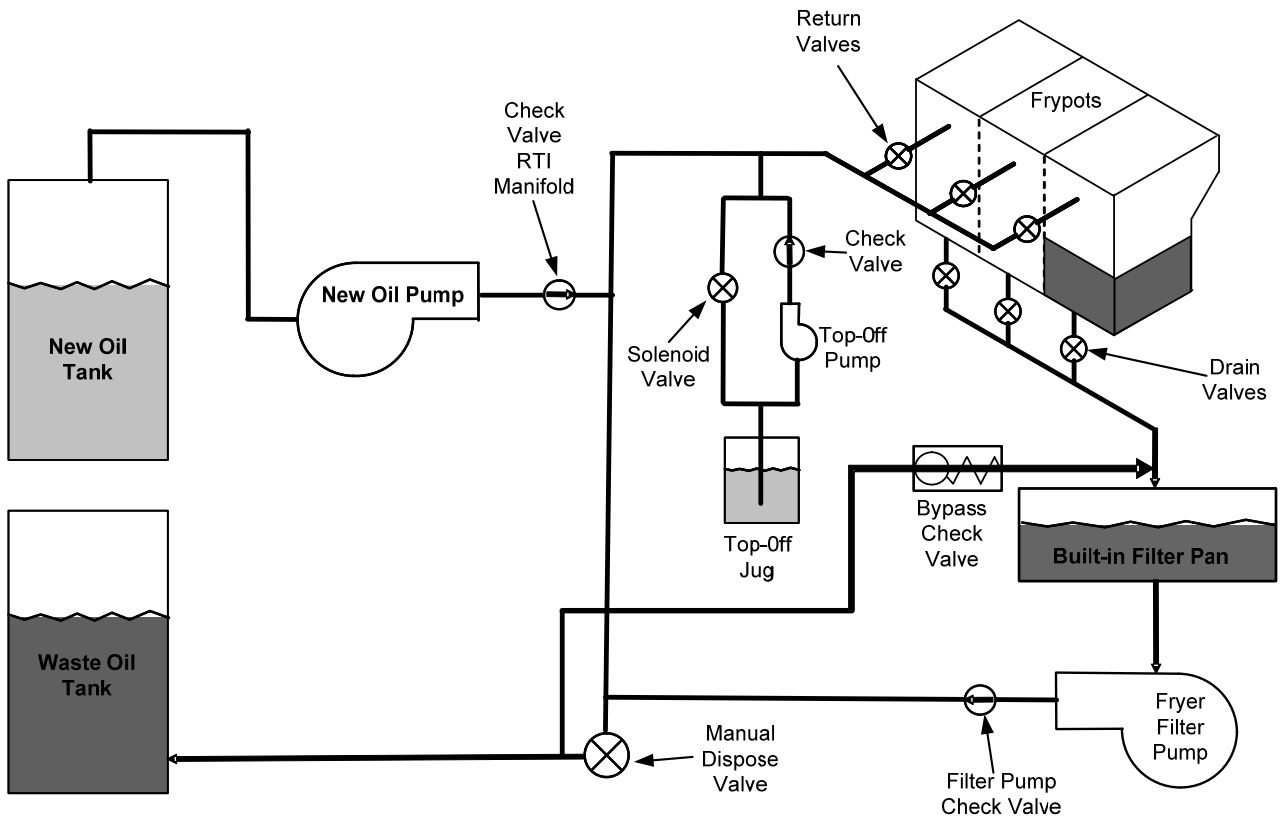 Return
Valves
Frypots
Check
Valve
RTI
Manifold
New Oil Pump
New Oil
Tank
Check
Valve
Solenoid
Valve
Top-Off
Pump
Drain
Valves
Top-Off
Jug
Bypass
Check
Valve
Built-in Filter Pan
Waste Oil
Tank
Manual
Dispose
Valve
Fryer
Filter
Pump
Filter Pump
Check Valve